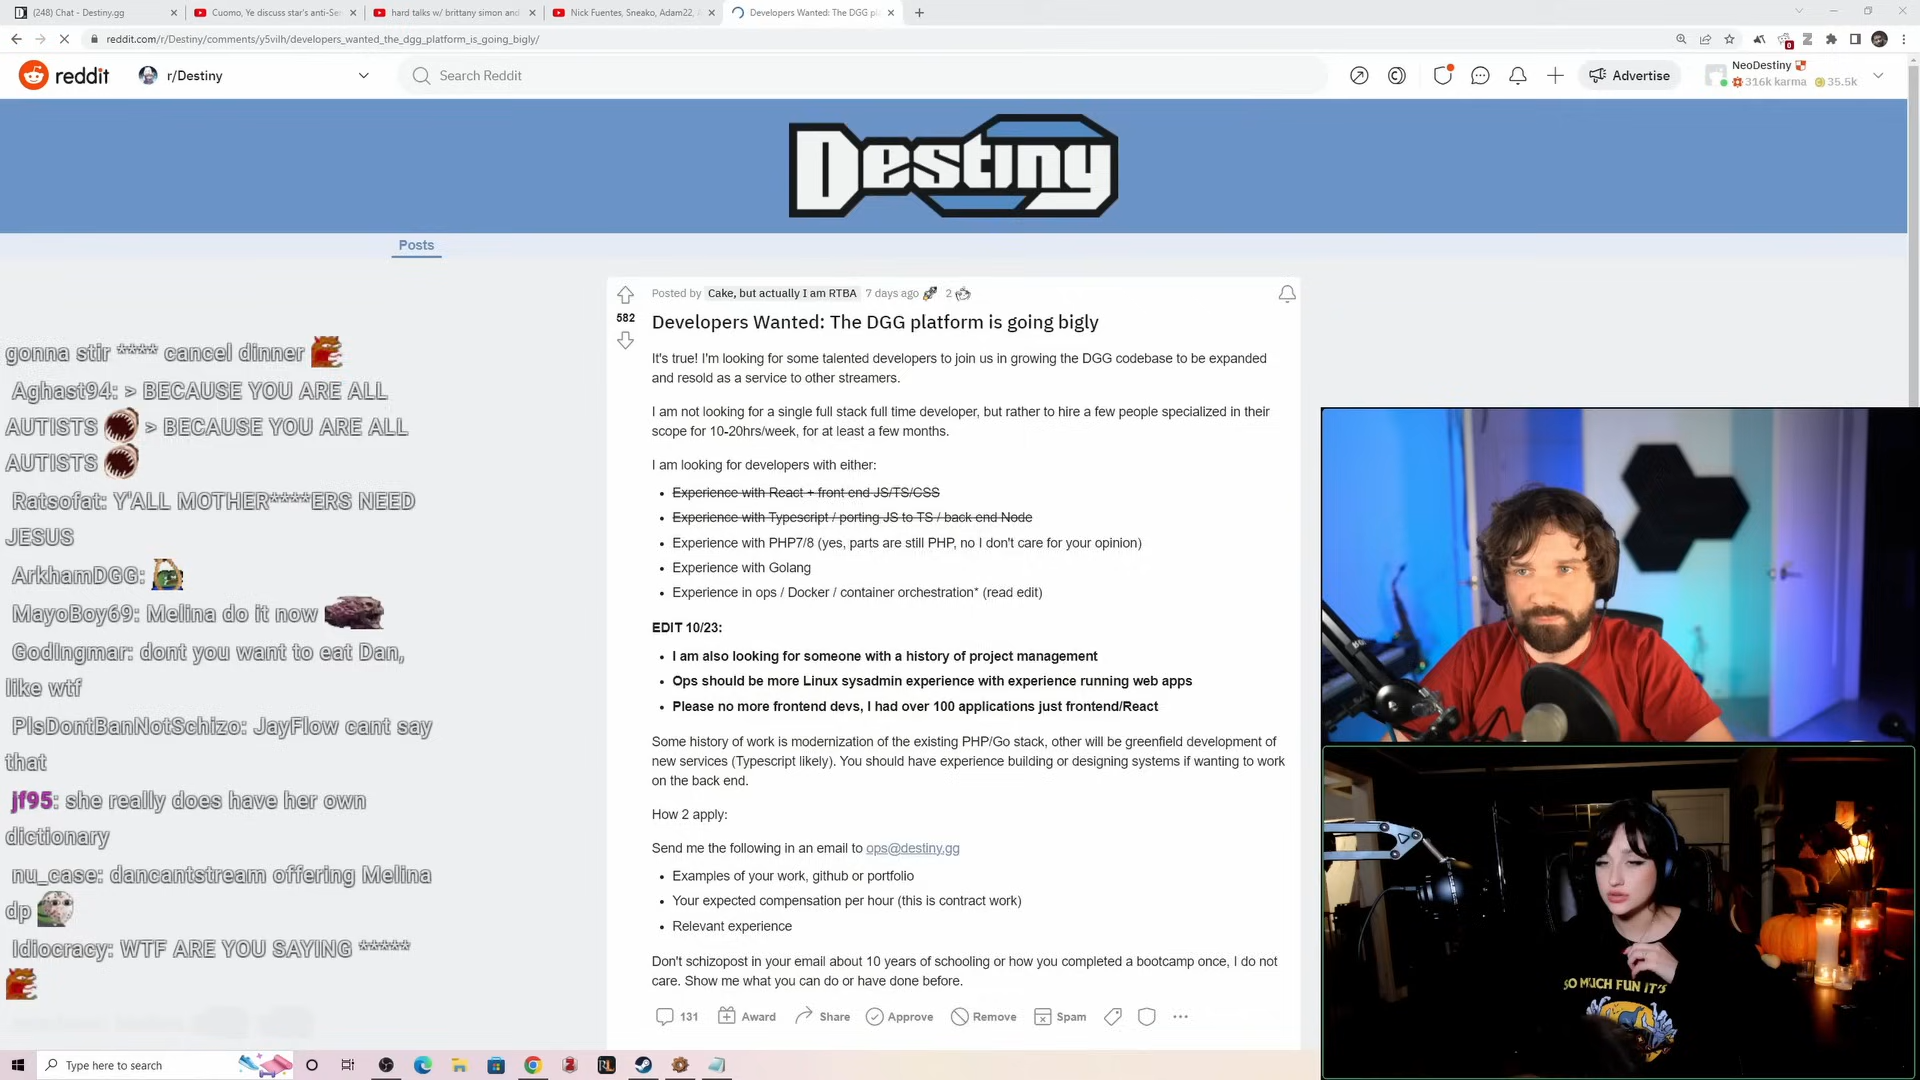 (248) Chat - Destiny.gg
Cuomo, Ye discuss star's anti-Se
hard talks w/ brittany simon and
Nick Fuentes, Sneako, Adam22,
Developers Wanted: The DGG pl
reddit.com/r/Destiny/comments/y5vilh/developers_wanted_the_dgg_platform_is_going_bigly/
reddit
r/Destiny
Search Reddit
Advertise
NeoDestiny
316k karma
35.5k
Destiny
Posts
Posted by Cake, but actually I am RTBA 7 days ago 2
582
Developers Wanted: The DGG platform is going bigly
It's true! I'm looking for some talented developers to join us in growing the DGG codebase to be expanded
and resold as a service to other streamers.
I am not looking for a single full stack full time developer, but rather to hire a few people specialized in their
scope for 10-20hrs/week, for at least a few months.
I am looking for developers with either:
• Experience with React + front end JS/TS/CSS
• Experience with Typescript / porting JS to TS / back end Node
• Experience with PHP7/8 (yes, parts are still PHP, no I don't care for your opinion)
• Experience with Golang
• Experience in ops / Docker / container orchestration* (read edit)
EDIT 10/23:
• I am also looking for someone with a history of project management
• Ops should be more Linux sysadmin experience with experience running web apps
• Please no more frontend devs, I had over 100 applications just frontend/React
Some history of work is modernization of the existing PHP/Go stack, other will be greenfield development of
new services (Typescript likely). You should have experience building or designing systems if wanting to work
on the back end.
How 2 apply:
Send me the following in an email to ops@destiny.gg
• Examples of your work, github or portfolio
• Your expected compensation per hour (this is contract work)
• Relevant experience
Don't schizopost in your email about 10 years of schooling or how you completed a bootcamp once, I do not
care. Show me what you can do or have done before.
131
Award
Share
Approve
Remove
Spam
gonna stir **** cancel dinner
Aghast94: > BECAUSE YOU ARE ALL
AUTISTS > BECAUSE YOU ARE ALL
AUTISTS
Ratsofat: Y'ALL MOTHER****ERS NEED
JESUS
ArkhamDGG:
MayoBoy69: Melina do it now
GodIngmar: dont you want to eat Dan,
like wtf
PlsDontBanNotSchizo: JayFlow cant say
that
jf95: she really does have her own
dictionary
nu_case: dancantstream offering Melina
dp
Idiocracy: WTF ARE YOU SAYING *****
SO MUCH FUN IT'S
Type here to search